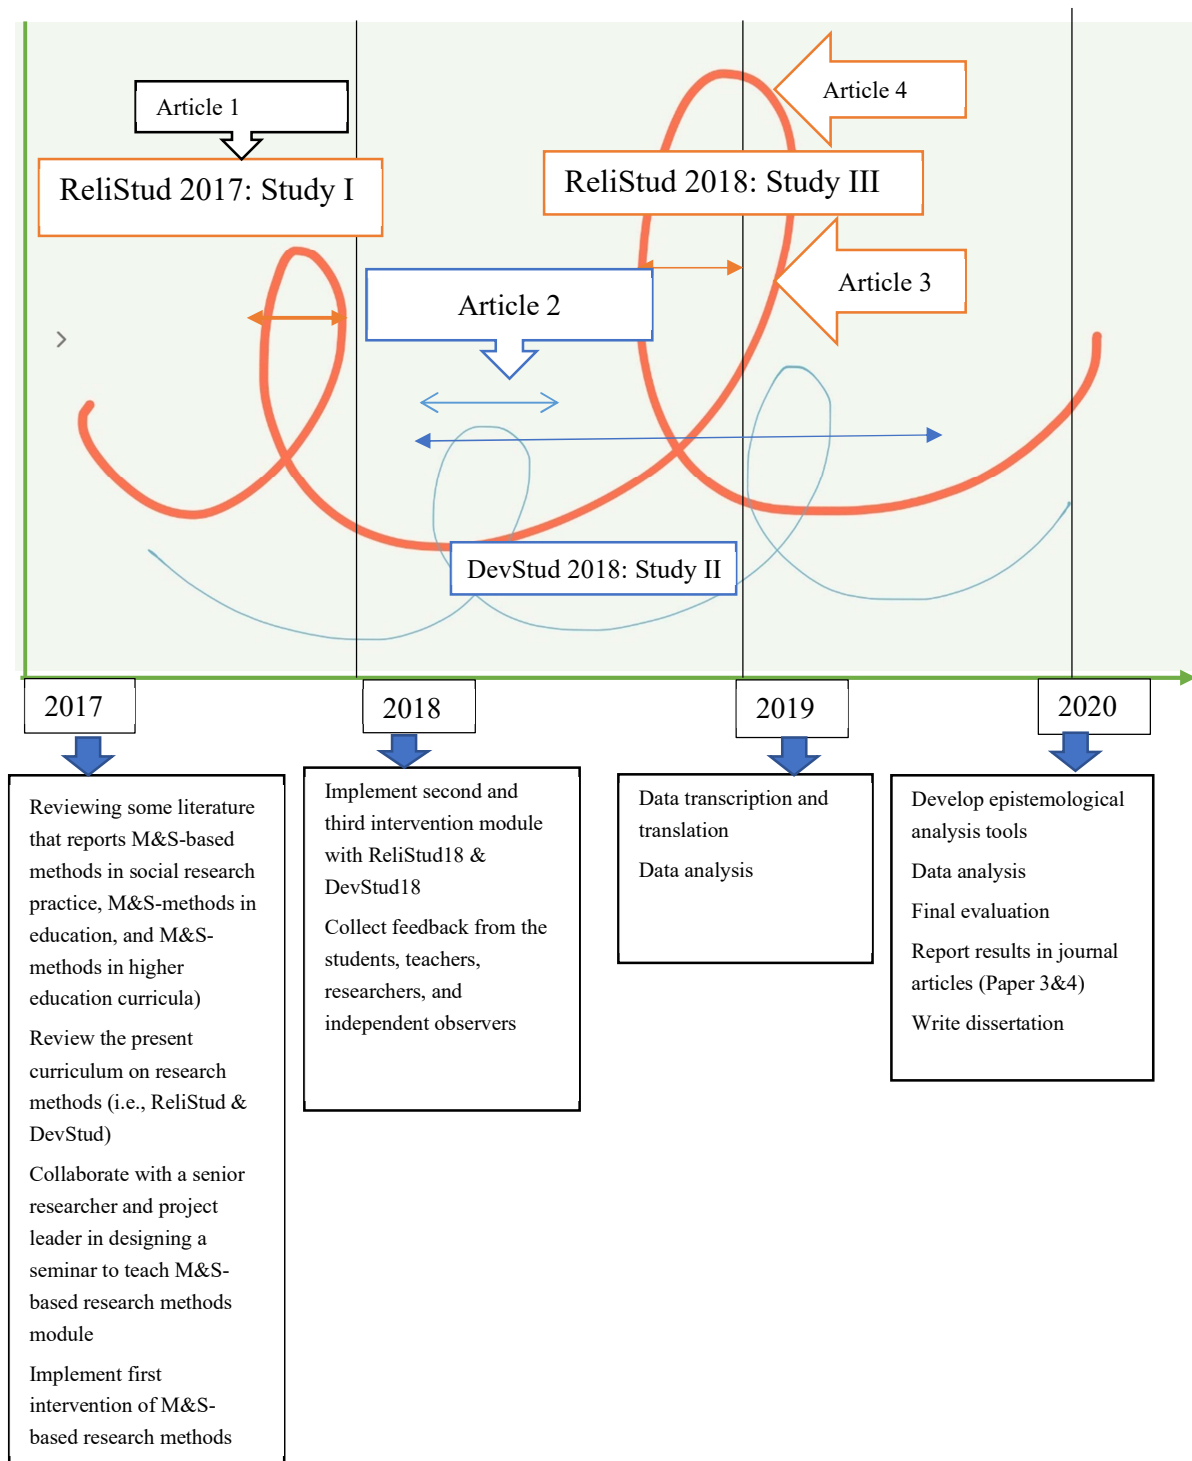 Article 1
Article 4
ReliStud 2017: Study I
ReliStud 2018: Study III
Article 2
Article 3
DevStud 2018: Study II
2017
2018
2019
2020
Reviewing some literature
that reports M&S-based
methods in social research
practice, M&S-methods in
education, and M&S-
methods in higher
education curricula)
Review the present
curriculum on research
methods (i.e., ReliStud &
DevStud)
Collaborate with a senior
researcher and project
leader in designing a
seminar to teach M&S-
based research methods
module
Implement first
intervention of M&S-
based research methods
Implement second and
third intervention module
with ReliStud18 &
DevStud18
Collect feedback from the
students, teachers,
researchers, and
independent observers
Data transcription and
translation
Data analysis
Develop epistemological
analysis tools
Data analysis
Final evaluation
Report results in journal
articles (Paper 3&4)
Write dissertation